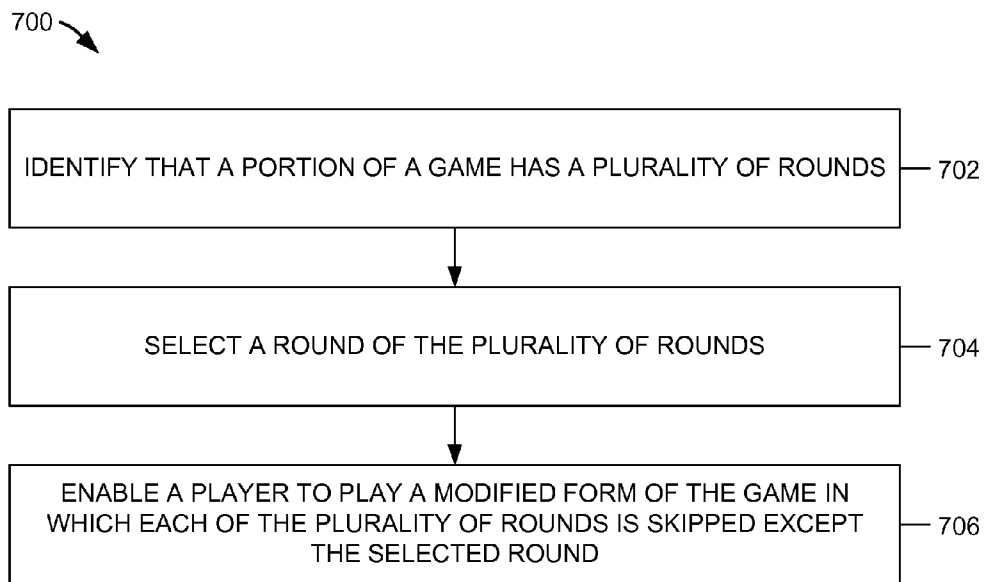 700
IDENTIFY THAT A PORTION OF A GAME HAS A PLURALITY OF ROUNDS
702
SELECT A ROUND OF THE PLURALITY OF ROUNDS
704
ENABLE A PLAYER TO PLAY A MODIFIED FORM OF THE GAME IN
WHICH EACH OF THE PLURALITY OF ROUNDS IS SKIPPED EXCEPT
THE SELECTED ROUND
706